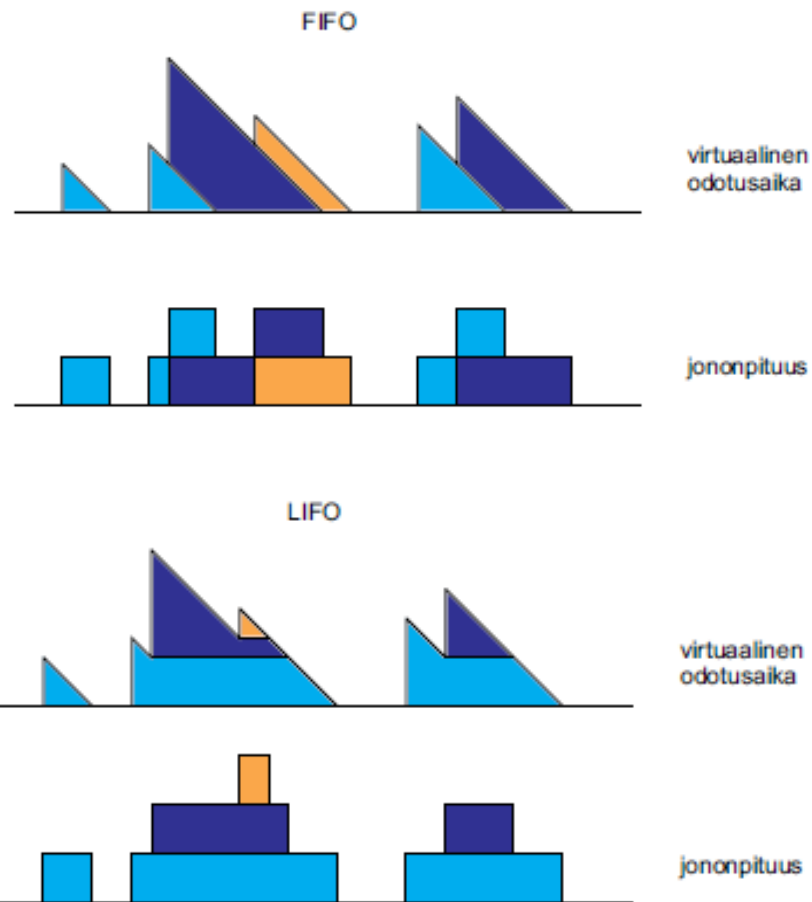 FIFO
virtuaalinen
odotusaika
jononpituus
LIFO
virtuaalinen
odotusaika
jononpituus